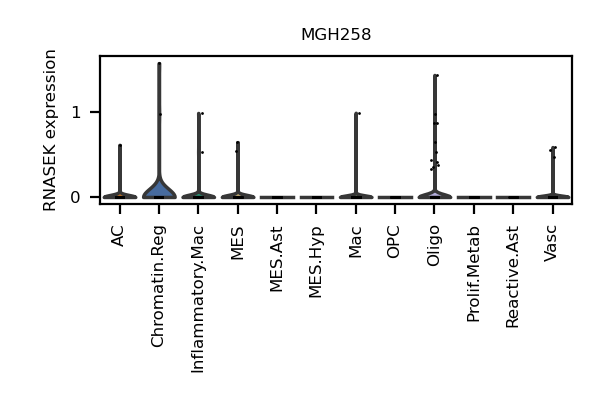 MGH258
RNASEK expression
1
0
AC
Chromatin.Reg
Inflammatory.Mac
MES
MES.Ast
MES.Hyp
Mac
OPC
Oligo
Prolif.Metab
Reactive.Ast
Vasc